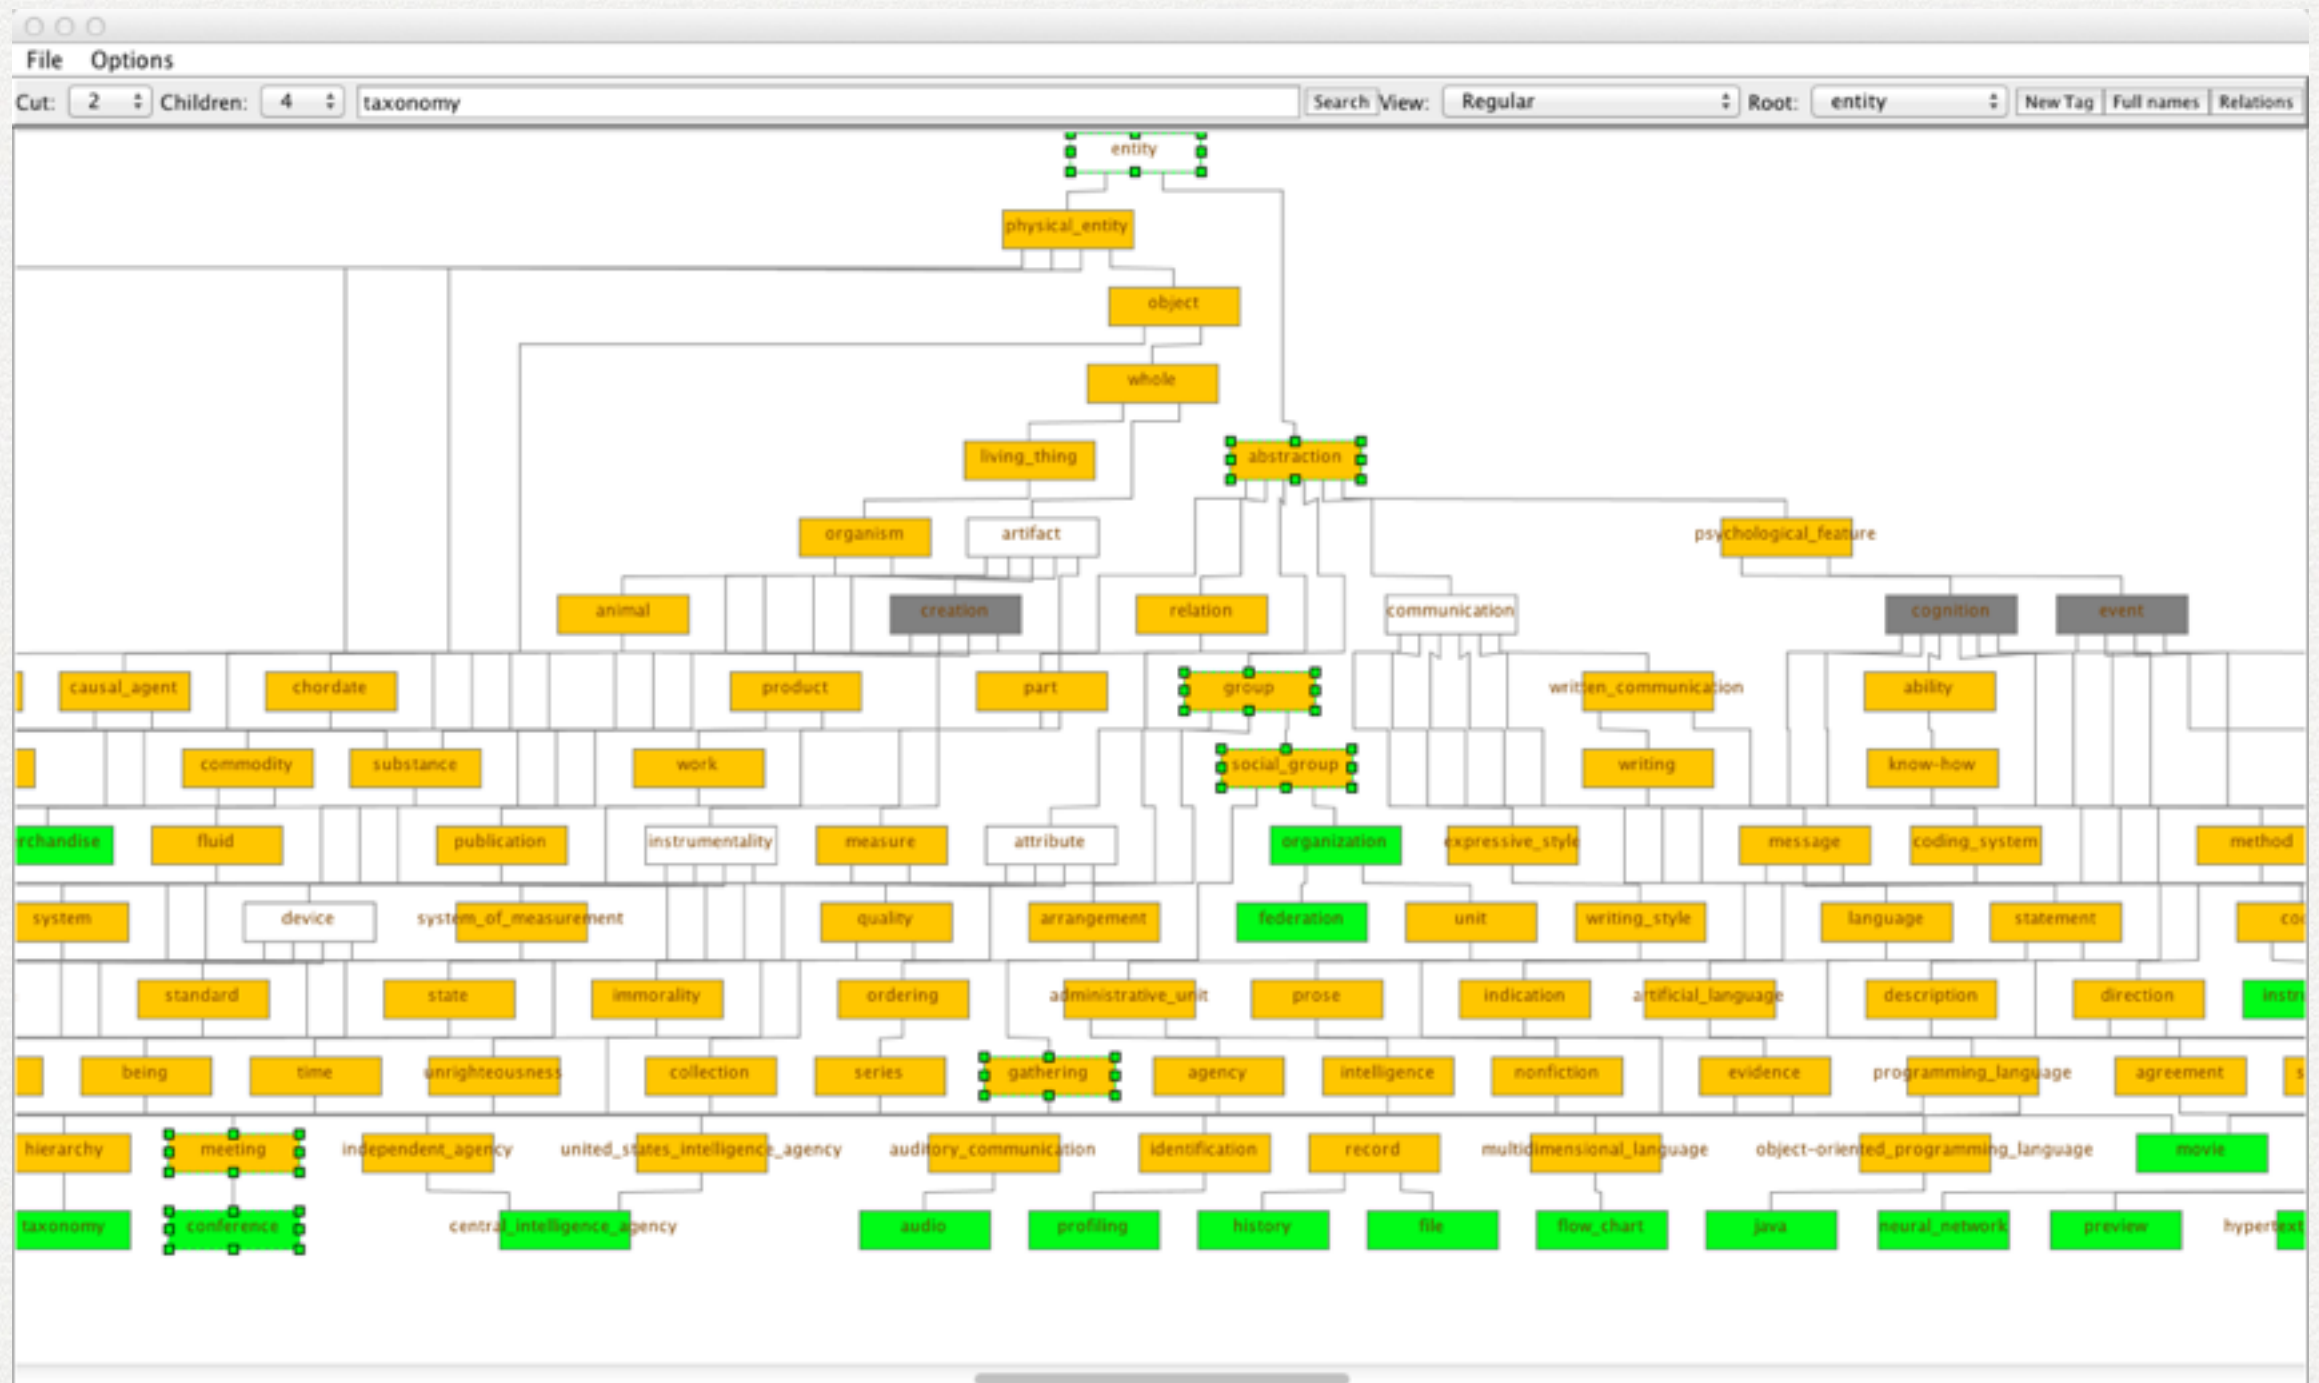 File Options
Cut: 2 Children: 4 taxonomy Search View: Regular Root: entity New Tag Full names Relations
entity
physical_entity
object
whole
living_thing abstraction
organism artifact psychological_feature
animal creation relation communication cognition event
causal_agent chordate product part group written_communication ability
commodity substance work social_group writing know-how
rchandise fluid publication instrumentality measure attribute organization expressive_style message coding_system method
system device system_of_measurement quality arrangement federation unit writing_style language statement
standard state immorality ordering administrative_unit prose indication artificial_language description direction instr
being time unrighteousness collection series gathering agency intelligence nonfiction evidence programming_language agreement
hierarchy meeting independent_agency united_states_intelligence_agency auditory_communication identification record multidimensional_language object-oriented_programming_language movie
taxonomy conference central_intelligence_agency audio profiling history file flow_chart java neural_network preview hypertext